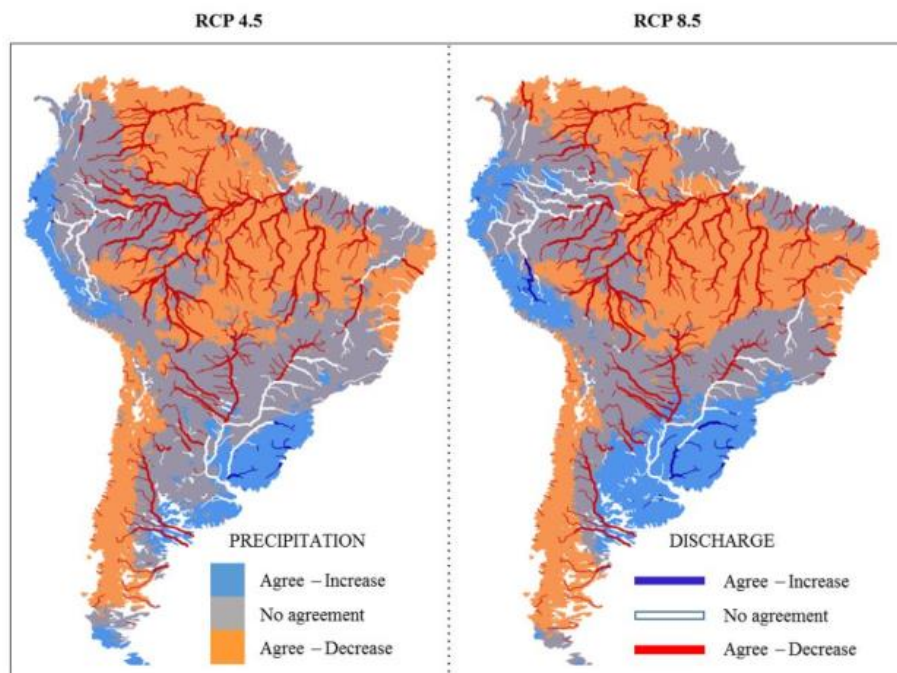 RCP 4.5
RCP 8.5
PRECIPITATION
Agree – Increase
No agreement
Agree – Decrease
DISCHARGE
Agree – Increase
No agreement
Agree – Decrease